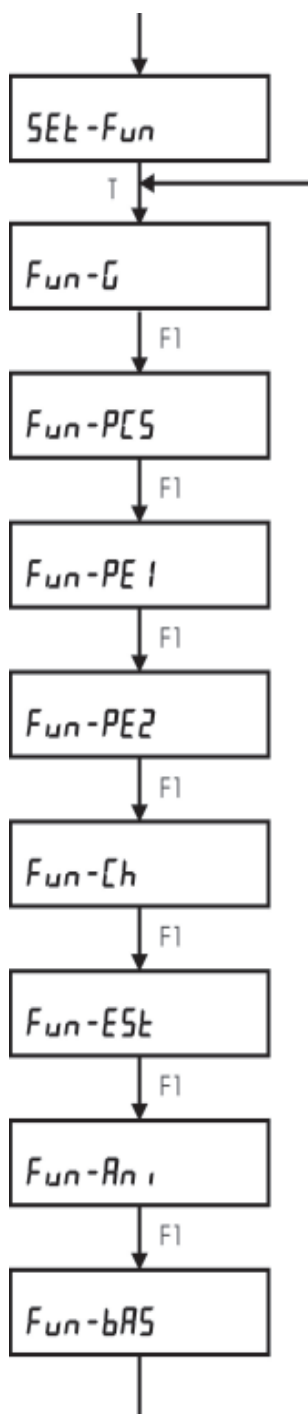 SEt-Fun
T
Fun-G
F1
Fun-PCS
F1
Fun-PE1
F1
Fun-PE2
F1
Fun-Ch
F1
Fun-ESt
F1
Fun-Ani
F1
Fun-bAS